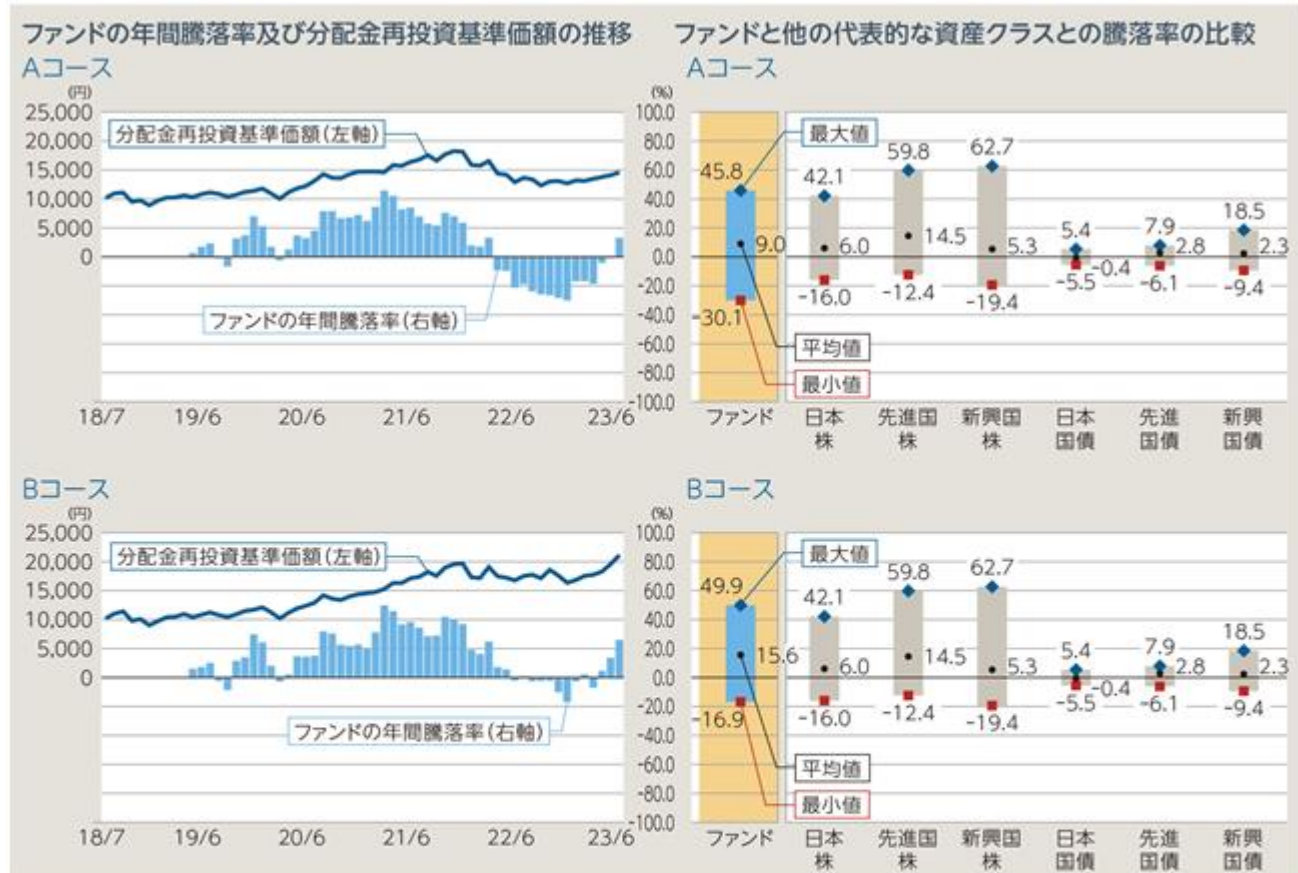 ファンドの年間騰落率及び分配金再投資基準価額の推移
Aコース
(円)
25,000
20,000
15,000
10,000
5,000
0
分配金再投資基準価額(左軸)
ファンドの年間騰落率(右軸)
18/7 19/6 20/6 21/6 22/6 23/6
(%)
100.0
80.0
60.0
40.0
20.0
0.0
-20.0
-40.0
-60.0
-80.0
-100.0
ファンドと他の代表的な資産クラスとの騰落率の比較
Aコース
最大値
45.8 42.1 59.8 62.7 5.4 7.9 18.5
9.0 6.0 14.5 5.3 -0.4 2.8 2.3
-30.1 -16.0 -12.4 -19.4 -5.5 -6.1 -9.4
平均値
最小値
ファンド 日本 先進国 新興国 日本 先進 新興
株 株 株 国債 国債 国債
Bコース
(円)
25,000
20,000
15,000
10,000
5,000
0
分配金再投資基準価額(左軸)
ファンドの年間騰落率(右軸)
18/7 19/6 20/6 21/6 22/6 23/6
(%)
100.0
80.0
60.0
40.0
20.0
0.0
-20.0
-40.0
-60.0
-80.0
-100.0
Bコース
最大値
49.9 42.1 59.8 62.7 5.4 7.9 18.5
15.6 6.0 14.5 5.3 -0.4 2.8 2.3
-16.9 -16.0 -12.4 -19.4 -5.5 -6.1 -9.4
平均値
最小値
ファンド 日本 先進国 新興国 日本 先進 新興
株 株 株 国債 国債 国債